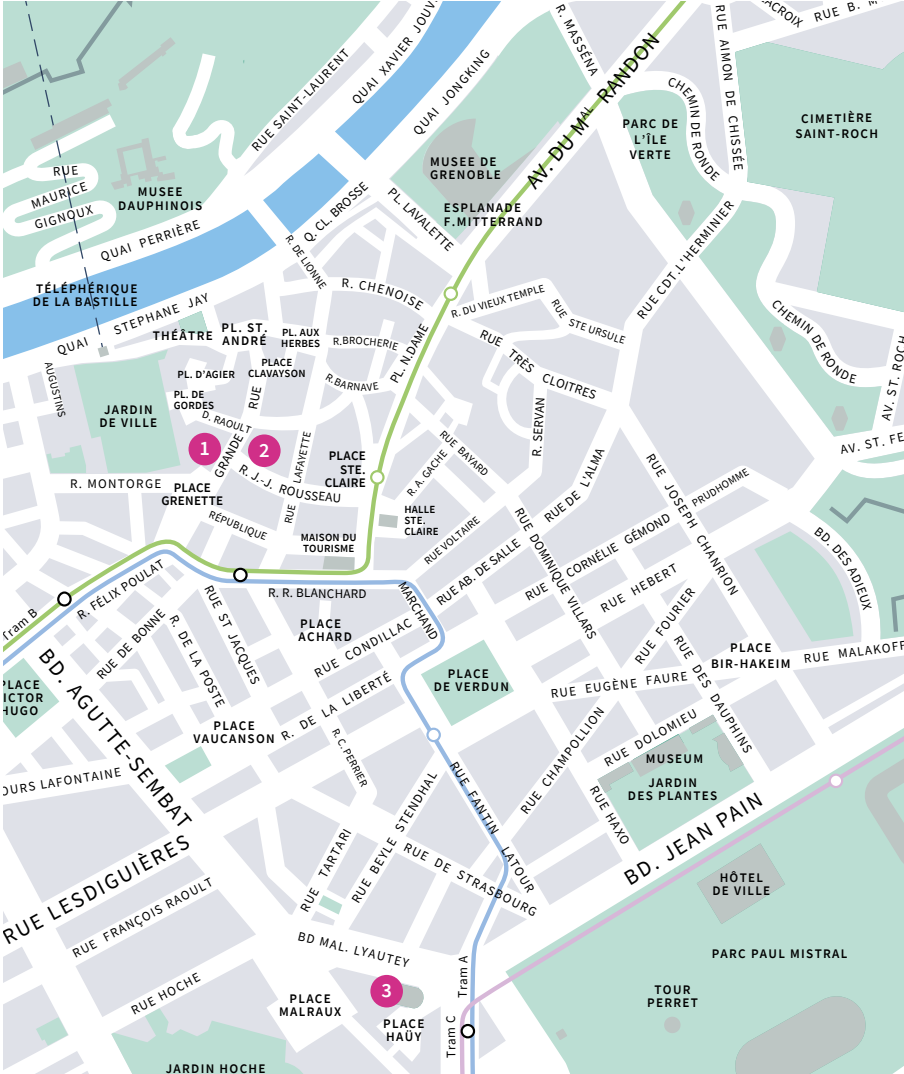 R. MASSÉNA
LACROIX
RUE B. M
RUE AIMON DE CHISSÉE
QUAI XAVIER JOUV
QUAI JONGKING
RUE SAINT-LAURENT
AV. DU Mᴬᴸ RANDON
CHEMIN DE RONDE
CIMETIÈRE
SAINT-ROCH
PARC DE
L'ÎLE
VERTE
MUSEE DE
GRENOBLE
RUE
MAURICE
GIGNOUX
MUSEE
DAUPHINOIS
Q. CL. BROSSE
PL. LAVALETTE
ESPLANADE
F.MITTERRAND
QUAI PERRIÈRE
R. DE LIONNE
RUE CDT. L'HERMINIER
TÉLÉPHÉRIQUE
DE LA BASTILLE
R. CHENOISE
R. DU VIEUX TEMPLE
RUE STE URSULE
QUAI STEPHANE JAY
THÉÂTRE
PL. ST.
ANDRÉ
PL. AUX
HERBES
R.BROCHERIE
PL. N.DAME
RUE TRÈS CLOITRES
CHEMIN DE RONDE
AV. ST. ROCH
AUGUSTINS
PL. D'AGIER
PLACE
CLAVAYSON
R.BARNAVE
PL. DE
GORDES
RUE
JARDIN
DE VILLE
D. RAOULT
GRANDE
1
2
R. SERVAN
AV. ST. FE
R. MONTORGE
PLACE
GRENETTE
R. J.-J. ROUSSEAU
LAFAYETTE
RUE
PLACE
STE.
CLAIRE
R. A. GACHE
RUE BAYARD
RUE DE L'ALMA
RUE JOSEPH CHANRION
PRUDHOMME
RÉPUBLIQUE
MAISON DU
TOURISME
HALLE
STE.
CLAIRE
RUE VOLTAIRE
RUE DOMINIQUE VILLARS
RUE CORNÉLIE GÉMOND
BD. DES ADIEUX
Tram B
R. FÉLIX POULAT
R. R. BLANCHARD
MARCHAND
RUE AB. DE SALLE
RUE HEBERT
RUE FOURIER
RUE DE BONNE
R. DE LA POSTE
RUE ST JACQUES
PLACE
ACHARD
RUE CONDILLAC
PLACE
BIR-HAKEIM
RUE MALAKOFF
PLACE
VICTOR
HUGO
BD. AGUTTE-SEMBAT
PLACE
DE VERDUN
RUE EUGÈNE FAURE
RUE DES DAUPHINS
PLACE
VAUCANSON
R. DE LA LIBERTÉ
R. C. PERRIER
RUE CHAMPOLLION
RUE DOLOMIEU
MUSEUM
JARDIN
DES PLANTES
OURS LAFONTAINE
RUE FANTIN LATOUR
RUE HAXO
BD. JEAN PAIN
RUE LESDIGUIÈRES
RUE TARTARI
RUE BEYLE STENDHAL
RUE DE STRASBOURG
HÔTEL
DE VILLE
RUE FRANÇOIS RAOULT
BD MAL. LYAUTEY
PARC PAUL MISTRAL
RUE HOCHE
3
Tram A
PLACE
MALRAUX
PLACE
HAÜY
Tram C
TOUR
PERRET
JARDIN HOCHE